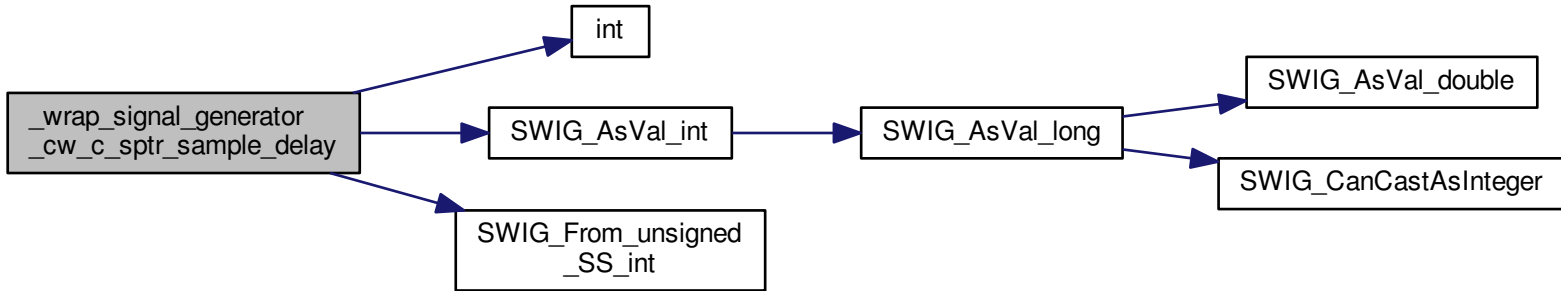 _wrap_signal_generator
_cw_c_sptr_sample_delay
int
SWIG_AsVal_int
SWIG_From_unsigned
_SS_int
SWIG_AsVal_long
SWIG_AsVal_double
SWIG_CanCastAsInteger